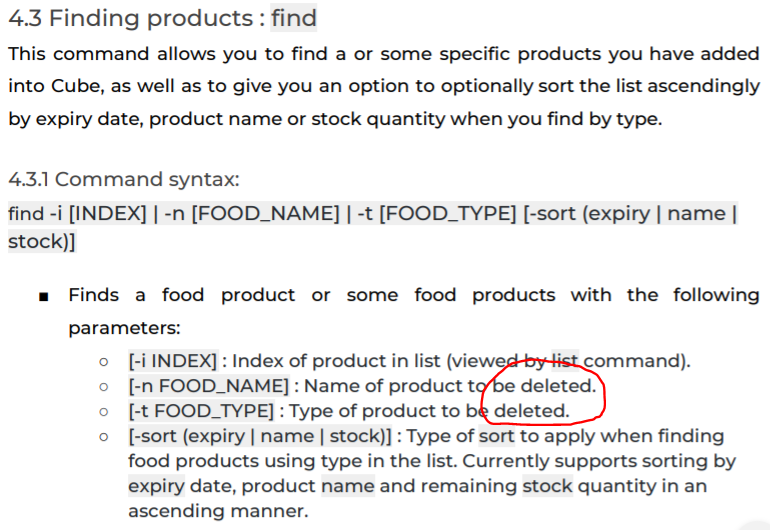 4.3 Finding products : find
This command allows you to find a or some specific products you have added
into Cube, as well as to give you an option to optionally sort the list ascendingly
by expiry date, product name or stock quantity when you find by type.
4.3.1 Command syntax:
find -i [INDEX] | -n [FOOD_NAME] | -t [FOOD_TYPE] [-sort (expiry | name |
stock)]
▪ Finds a food product or some food products with the following
parameters:
○ [-i INDEX] : Index of product in list (viewed by list command).
○ [-n FOOD_NAME] : Name of product to be deleted.
○ [-t FOOD_TYPE] : Type of product to be deleted.
○ [-sort (expiry | name | stock)] : Type of sort to apply when finding
food products using type in the list. Currently supports sorting by
expiry date, product name and remaining stock quantity in an
ascending manner.